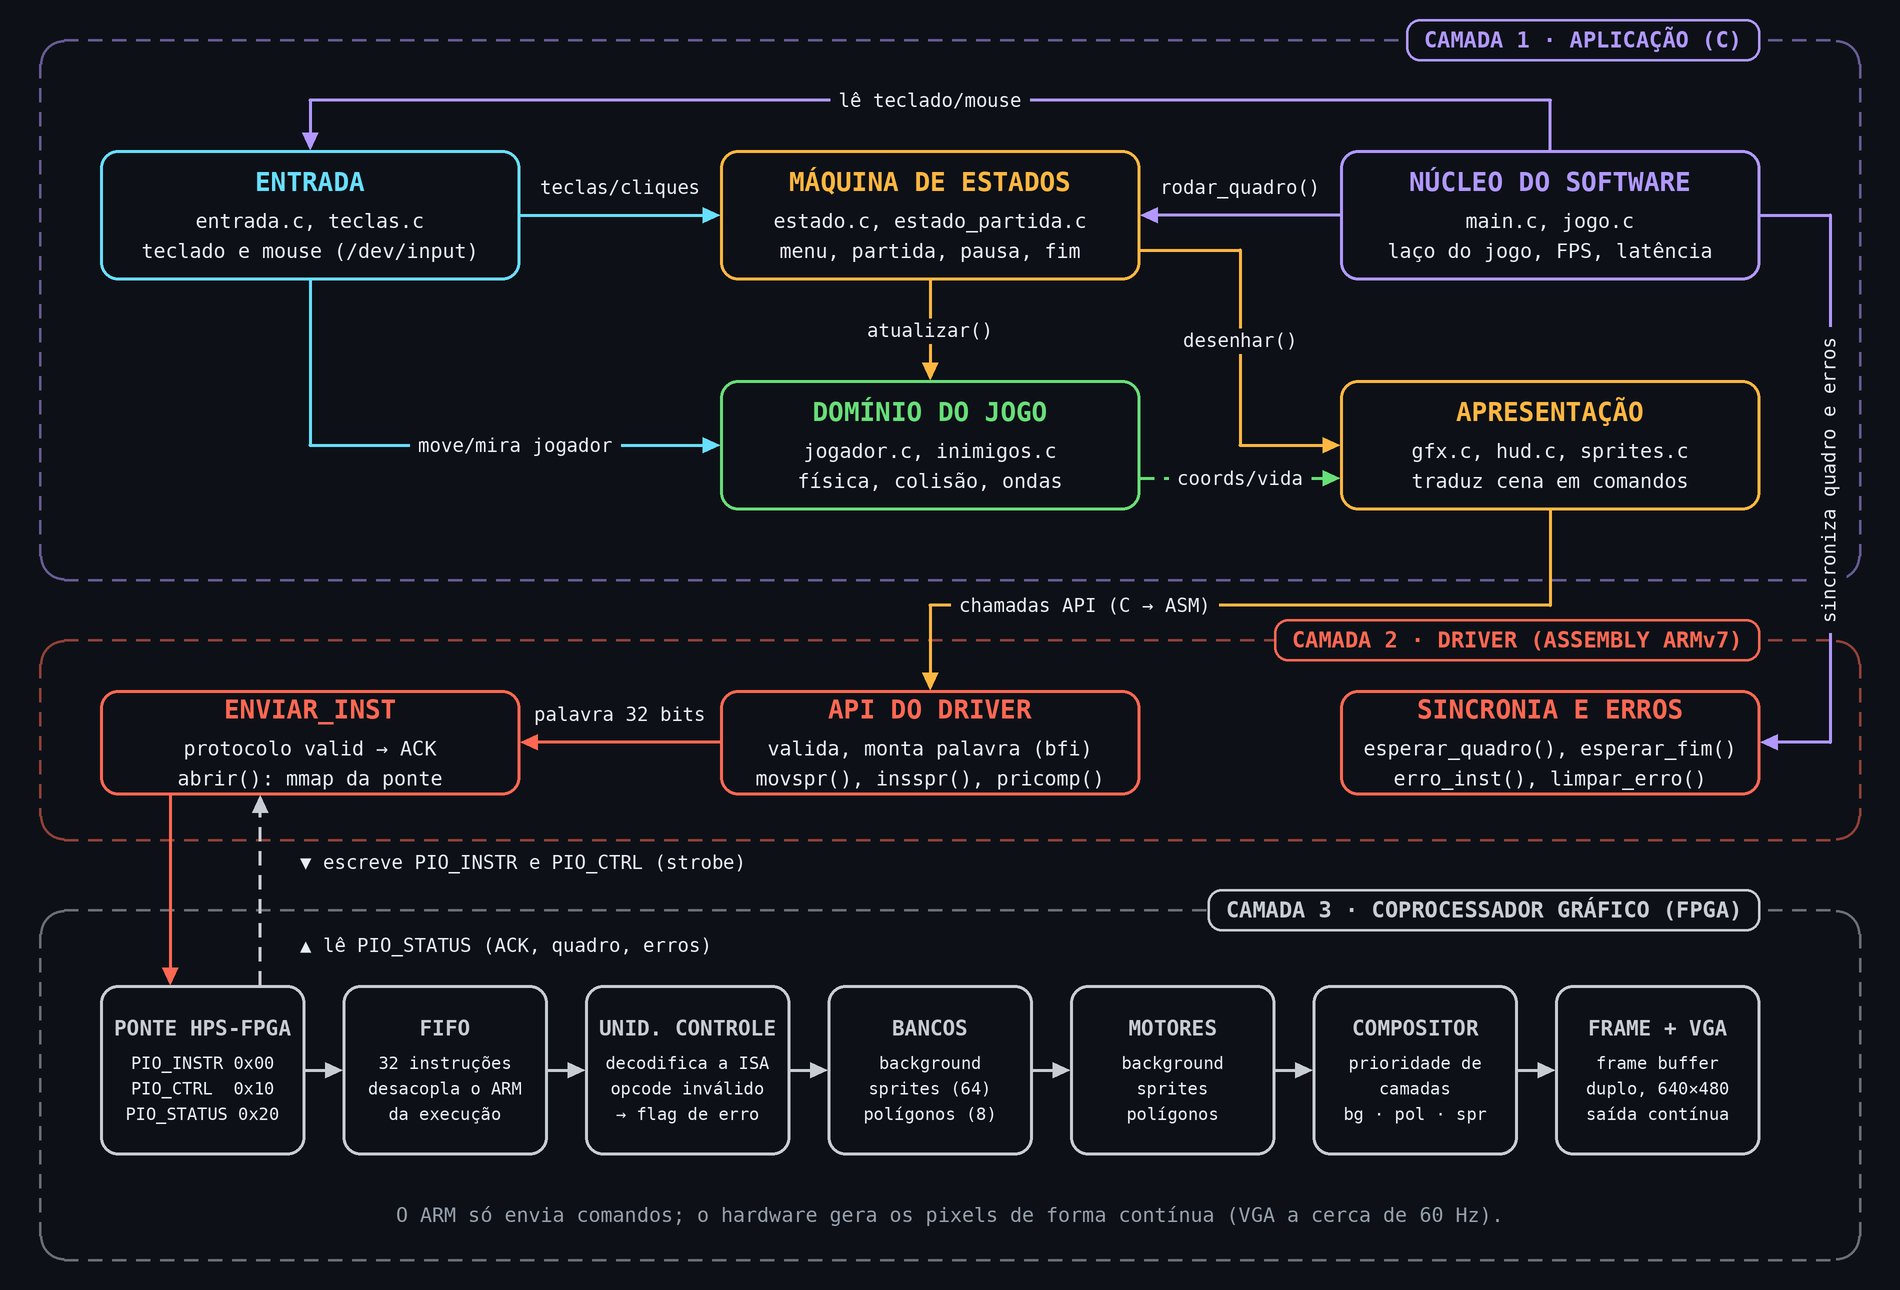 CAMADA 1 · APLICAÇÃO (C)
lê teclado/mouse
ENTRADA
entrada.c, teclas.c
teclado e mouse (/dev/input)
teclas/cliques
MÁQUINA DE ESTADOS
estado.c, estado_partida.c
menu, partida, pausa, fim
rodar_quadro()
NÚCLEO DO SOFTWARE
main.c, jogo.c
laço do jogo, FPS, latência
atualizar()
desenhar()
sincroniza quadro e erros
move/mira jogador
DOMÍNIO DO JOGO
jogador.c, inimigos.c
física, colisão, ondas
coords/vida
APRESENTAÇÃO
gfx.c, hud.c, sprites.c
traduz cena em comandos
chamadas API (C → ASM)
CAMADA 2 · DRIVER (ASSEMBLY ARMv7)
ENVIAR_INST
protocolo valid → ACK
abrir(): mmap da ponte
palavra 32 bits
API DO DRIVER
valida, monta palavra (bfi)
movspr(), insspr(), pricomp()
SINCRONIA E ERROS
esperar_quadro(), esperar_fim()
erro_inst(), limpar_erro()
▼ escreve PIO_INSTR e PIO_CTRL (strobe)
CAMADA 3 · COPROCESSADOR GRÁFICO (FPGA)
▲ lê PIO_STATUS (ACK, quadro, erros)
PONTE HPS-FPGA
PIO_INSTR 0x00
PIO_CTRL 0x10
PIO_STATUS 0x20
FIFO
32 instruções
desacopla o ARM
da execução
UNID. CONTROLE
decodifica a ISA
opcode inválido
→ flag de erro
BANCOS
background
sprites (64)
polígonos (8)
MOTORES
background
sprites
polígonos
COMPOSITOR
prioridade de
camadas
bg · pol · spr
FRAME + VGA
frame buffer
duplo, 640×480
saída contínua
O ARM só envia comandos; o hardware gera os pixels de forma contínua (VGA a cerca de 60 Hz).